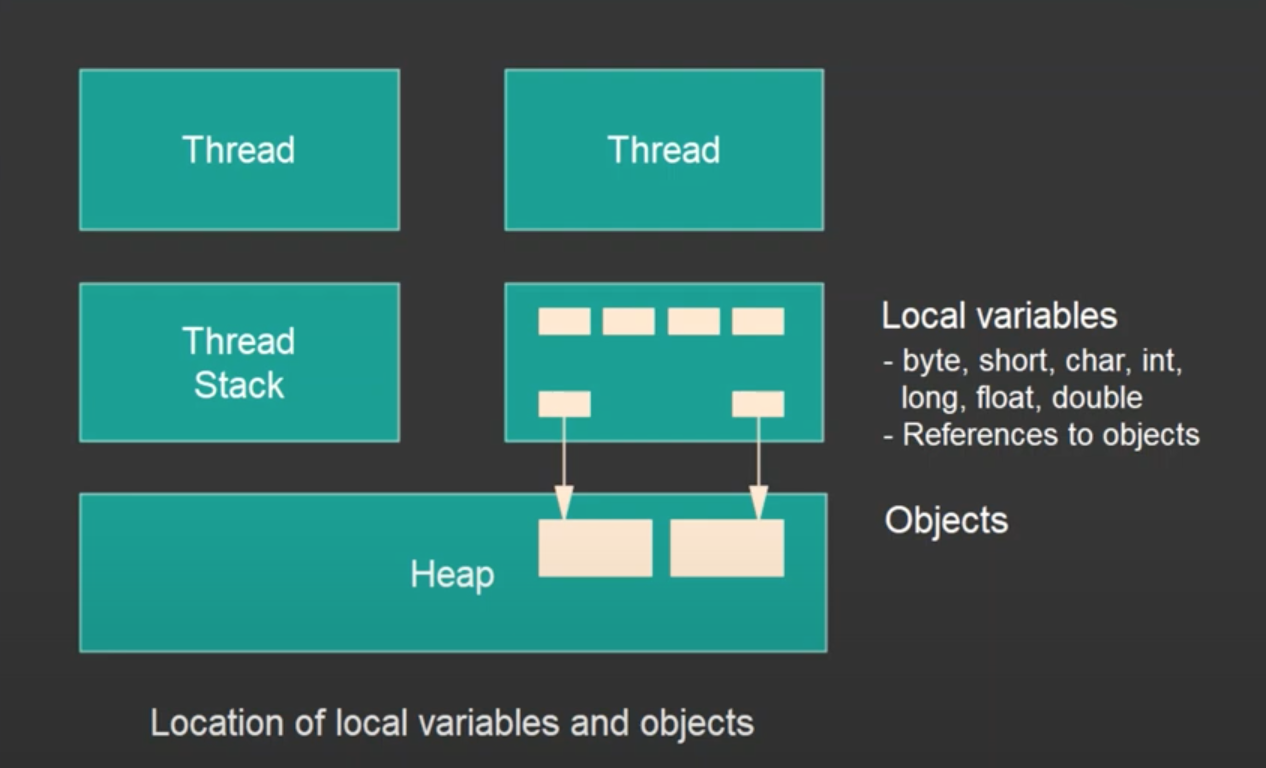 Thread
Thread
Thread
Stack
Local variables
- byte, short, char, int,
long, float, double
- References to objects
Heap
Objects
Location of local variables and objects